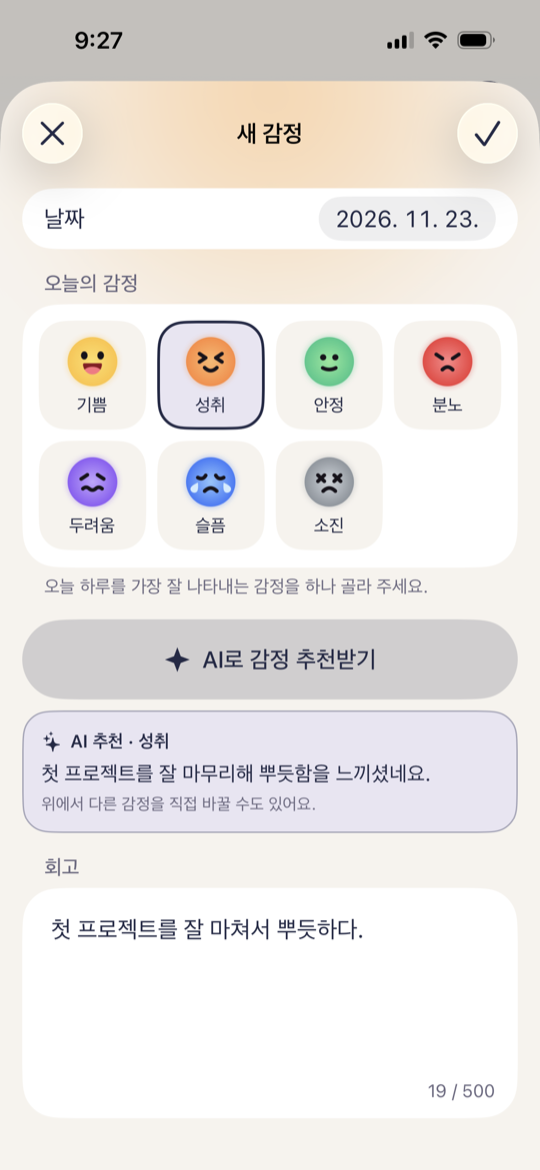 9:27
새 감정
날짜
2026. 11. 23.
오늘의 감정
기쁨
성취
안정
분노
두려움
슬픔
소진
오늘 하루를 가장 잘 나타내는 감정을 하나 골라 주세요.
AI로 감정 추천받기
AI 추천 · 성취
첫 프로젝트를 잘 마무리해 뿌듯함을 느끼셨네요.
위에서 다른 감정을 직접 바꿀 수도 있어요.
회고
첫 프로젝트를 잘 마쳐서 뿌듯하다.
19 / 500